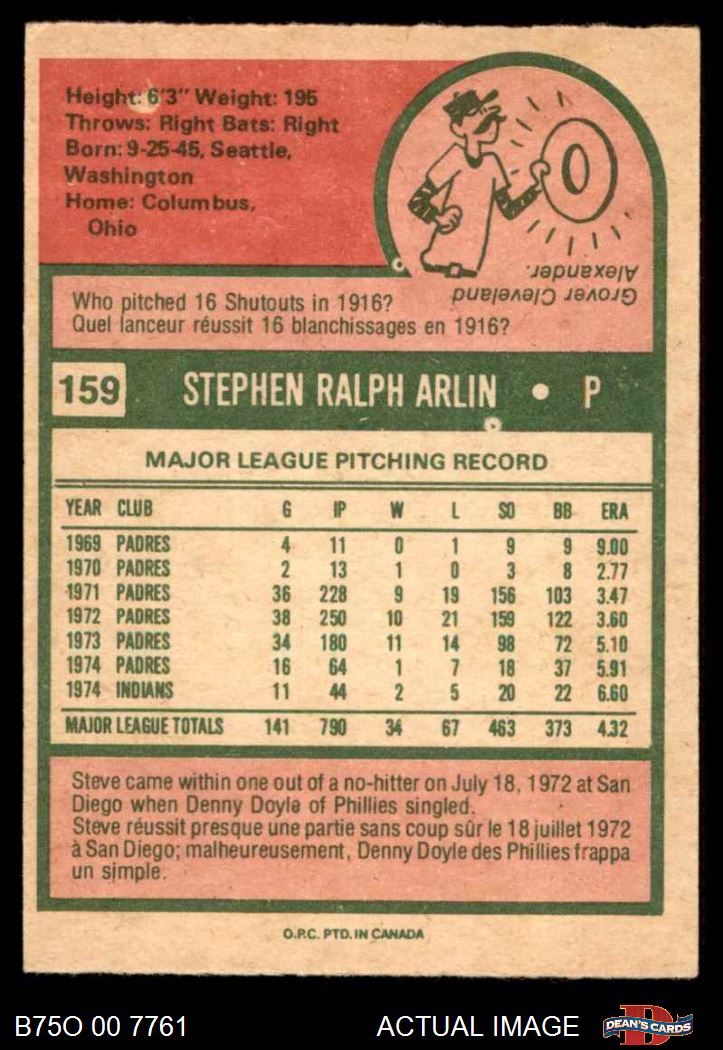 Height: 6'3" Weight: 195
Throws: Right Bats: Right
Born: 9-25-45, Seattle,
Washington
Home: Columbus,
Ohio
Grover Cleveland
Alexander.
Who pitched 16 Shutouts in 1916?
Quel lanceur réussit 16 blanchissages en 1916?
159 STEPHEN RALPH ARLIN • P
MAJOR LEAGUE PITCHING RECORD
YEAR CLUB G IP W L SO BB ERA
1969 PADRES 4 11 0 1 9 9 9.00
1970 PADRES 2 13 1 0 3 8 2.77
1971 PADRES 36 228 9 19 156 103 3.47
1972 PADRES 38 250 10 21 159 122 3.60
1973 PADRES 34 180 11 14 98 72 5.10
1974 PADRES 16 64 1 7 18 37 5.91
1974 INDIANS 11 44 2 5 20 22 6.60
MAJOR LEAGUE TOTALS 141 790 34 67 463 373 4.32
Steve came within one out of a no-hitter on July 18, 1972 at San
Diego when Denny Doyle of Phillies singled.
Steve réussit presque une partie sans coup sûr le 18 juillet 1972
à San Diego; malheureusement, Denny Doyle des Phillies frappa
un simple.
O.P.C. PTD. IN CANADA
B75O 00 7761 ACTUAL IMAGE DEAN'S CARDS